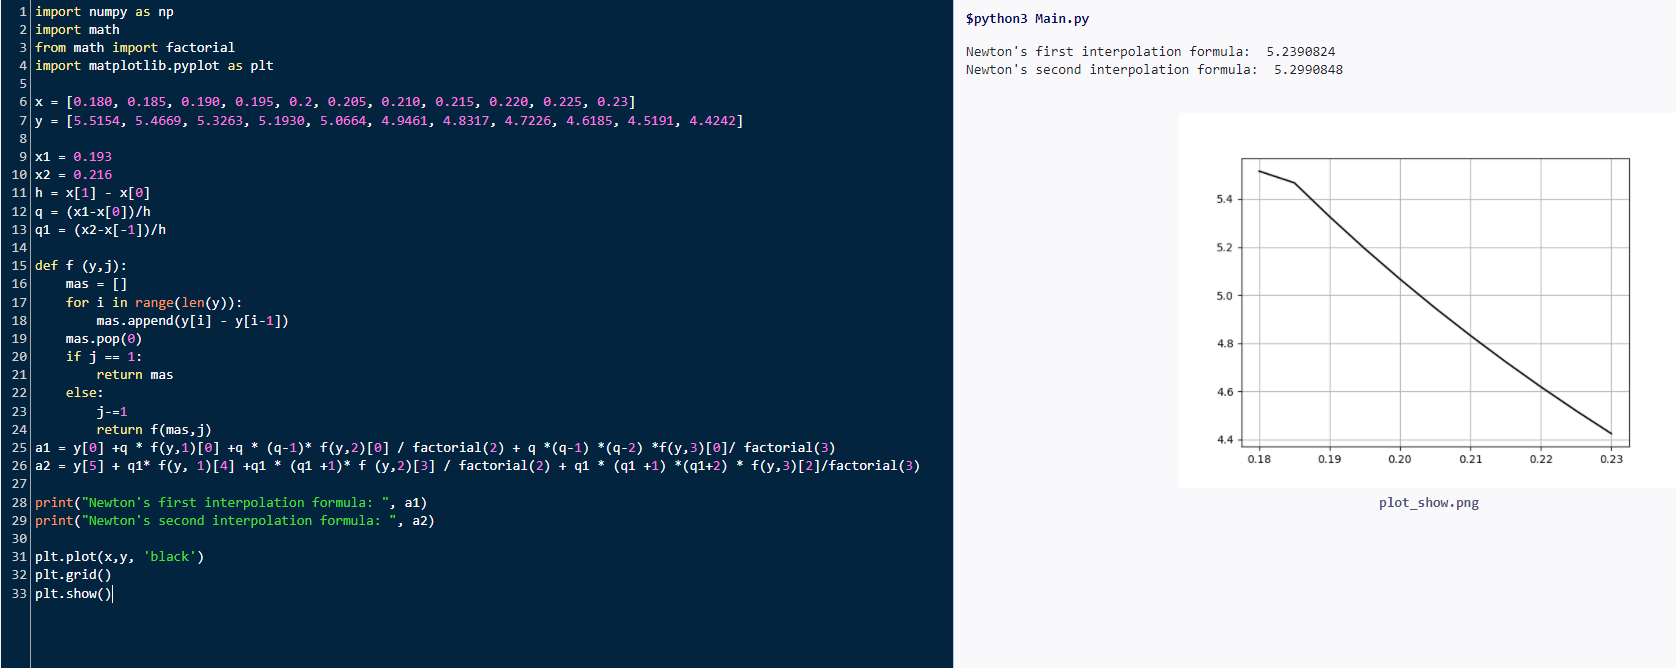 1 import numpy as np
2 import math
3 from math import factorial
4 import matplotlib.pyplot as plt
5
6 x = [0.180, 0.185, 0.190, 0.195, 0.2, 0.205, 0.210, 0.215, 0.220, 0.225, 0.23]
7 y = [5.5154, 5.4669, 5.3263, 5.1930, 5.0664, 4.9461, 4.8317, 4.7226, 4.6185, 4.5191, 4.4242]
8
9 x1 = 0.193
10 x2 = 0.216
11 h = x[1] - x[0]
12 q = (x1-x[0])/h
13 q1 = (x2-x[-1])/h
14
15 def f (y,j):
16     mas = []
17     for i in range(len(y)):
18         mas.append(y[i] - y[i-1])
19     mas.pop(0)
20     if j == 1:
21         return mas
22     else:
23         j-=1
24         return f(mas,j)
25 a1 = y[0] +q * f(y,1)[0] +q * (q-1)* f(y,2)[0] / factorial(2) + q *(q-1) *(q-2) *f(y,3)[0]/ factorial(3)
26 a2 = y[5] + q1* f(y, 1)[4] +q1 * (q1 +1)* f (y,2)[3] / factorial(2) + q1 * (q1 +1) *(q1+2) * f(y,3)[2]/factorial(3)
27
28 print("Newton's first interpolation formula: ", a1)
29 print("Newton's second interpolation formula: ", a2)
30
31 plt.plot(x,y, 'black')
32 plt.grid()
33 plt.show()
$python3 Main.py
Newton's first interpolation formula:  5.2390824
Newton's second interpolation formula:  5.2990848
5.4
5.2
5.0
4.8
4.6
4.4
0.18 0.19 0.20 0.21 0.22 0.23
plot_show.png